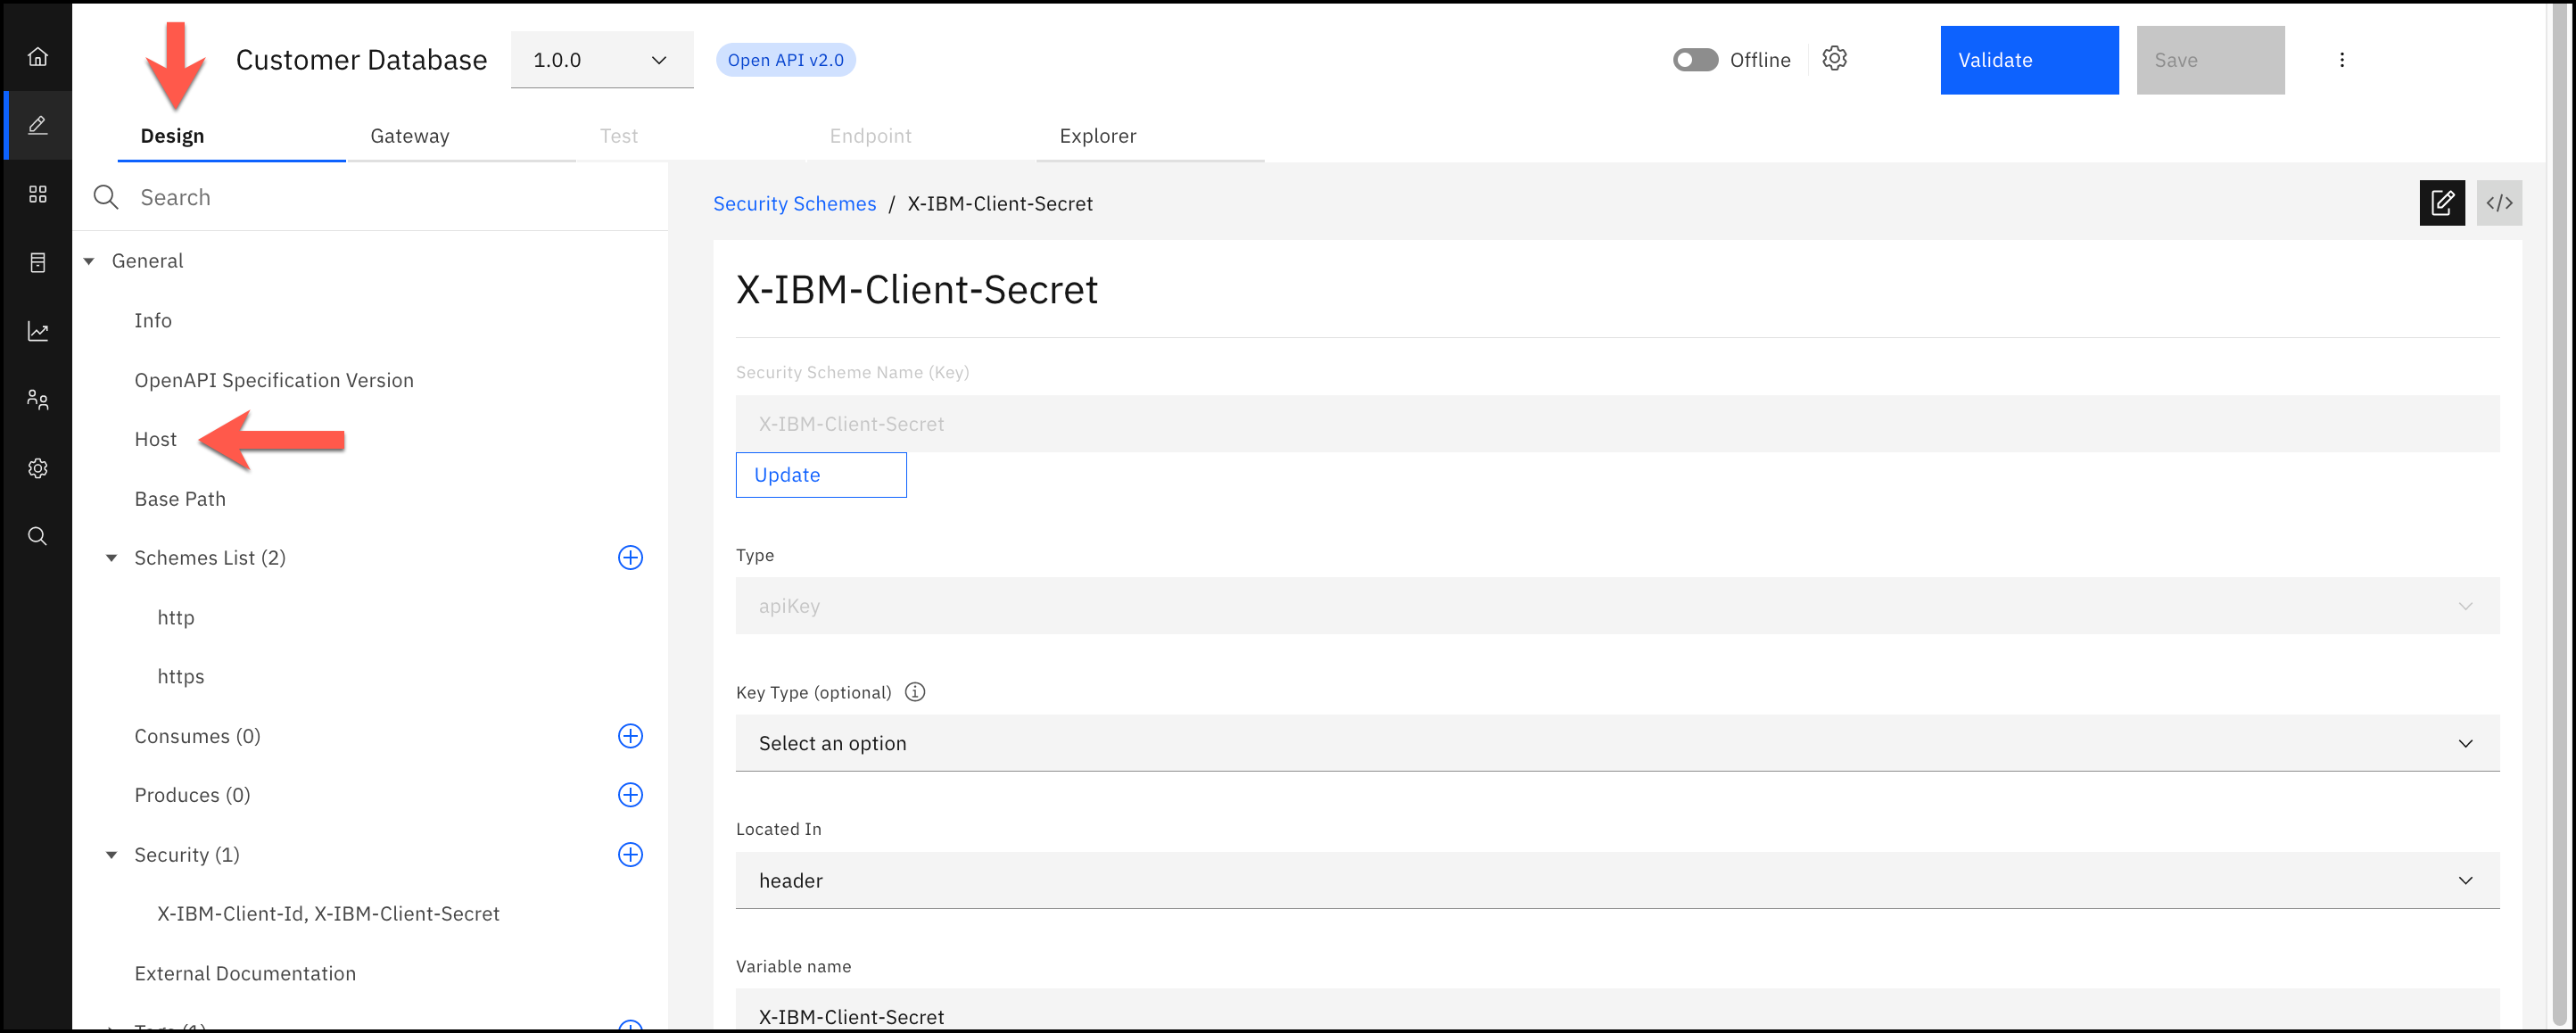 Customer Database
1.0.0
Open API v2.0
Offline
Validate
Save
Design
Gateway
Test
Endpoint
Explorer
Search
General
Info
OpenAPI Specification Version
Host
Base Path
Schemes List (2)
http
https
Consumes (0)
Produces (0)
Security (1)
X-IBM-Client-Id, X-IBM-Client-Secret
External Documentation
Tags (1)
Security Schemes / X-IBM-Client-Secret
X-IBM-Client-Secret
Security Scheme Name (Key)
X-IBM-Client-Secret
Update
Type
apiKey
Key Type (optional)
Select an option
Located In
header
Variable name
X-IBM-Client-Secret